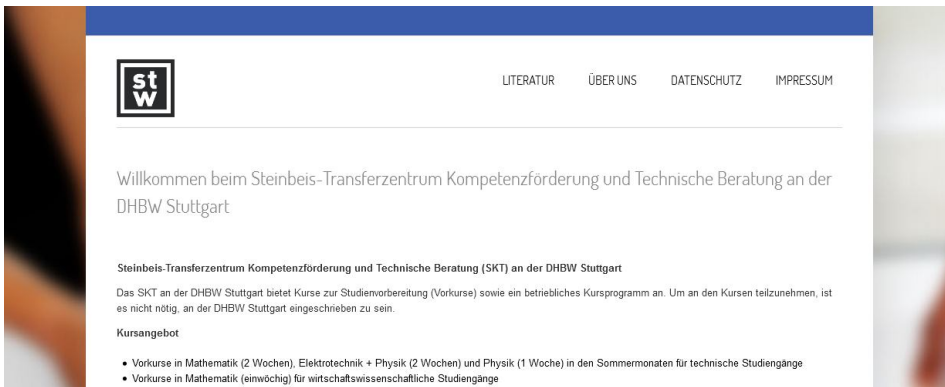 st
w
LITERATUR ÜBER UNS DATENSCHUTZ IMPRESSUM
Willkommen beim Steinbeis-Transferzentrum Kompetenzförderung und Technische Beratung an der
DHBW Stuttgart
Steinbeis-Transferzentrum Kompetenzförderung und Technische Beratung (SKT) an der DHBW Stuttgart
Das SKT an der DHBW Stuttgart bietet Kurse zur Studienvorbereitung (Vorkurse) sowie ein betriebliches Kursprogramm an. Um an den Kursen teilzunehmen, ist
es nicht nötig, an der DHBW Stuttgart eingeschrieben zu sein.
Kursangebot
• Vorkurse in Mathematik (2 Wochen), Elektrotechnik + Physik (2 Wochen) und Physik (1 Woche) in den Sommermonaten für technische Studiengänge
• Vorkurse in Mathematik (einwöchig) für wirtschaftswissenschaftliche Studiengänge